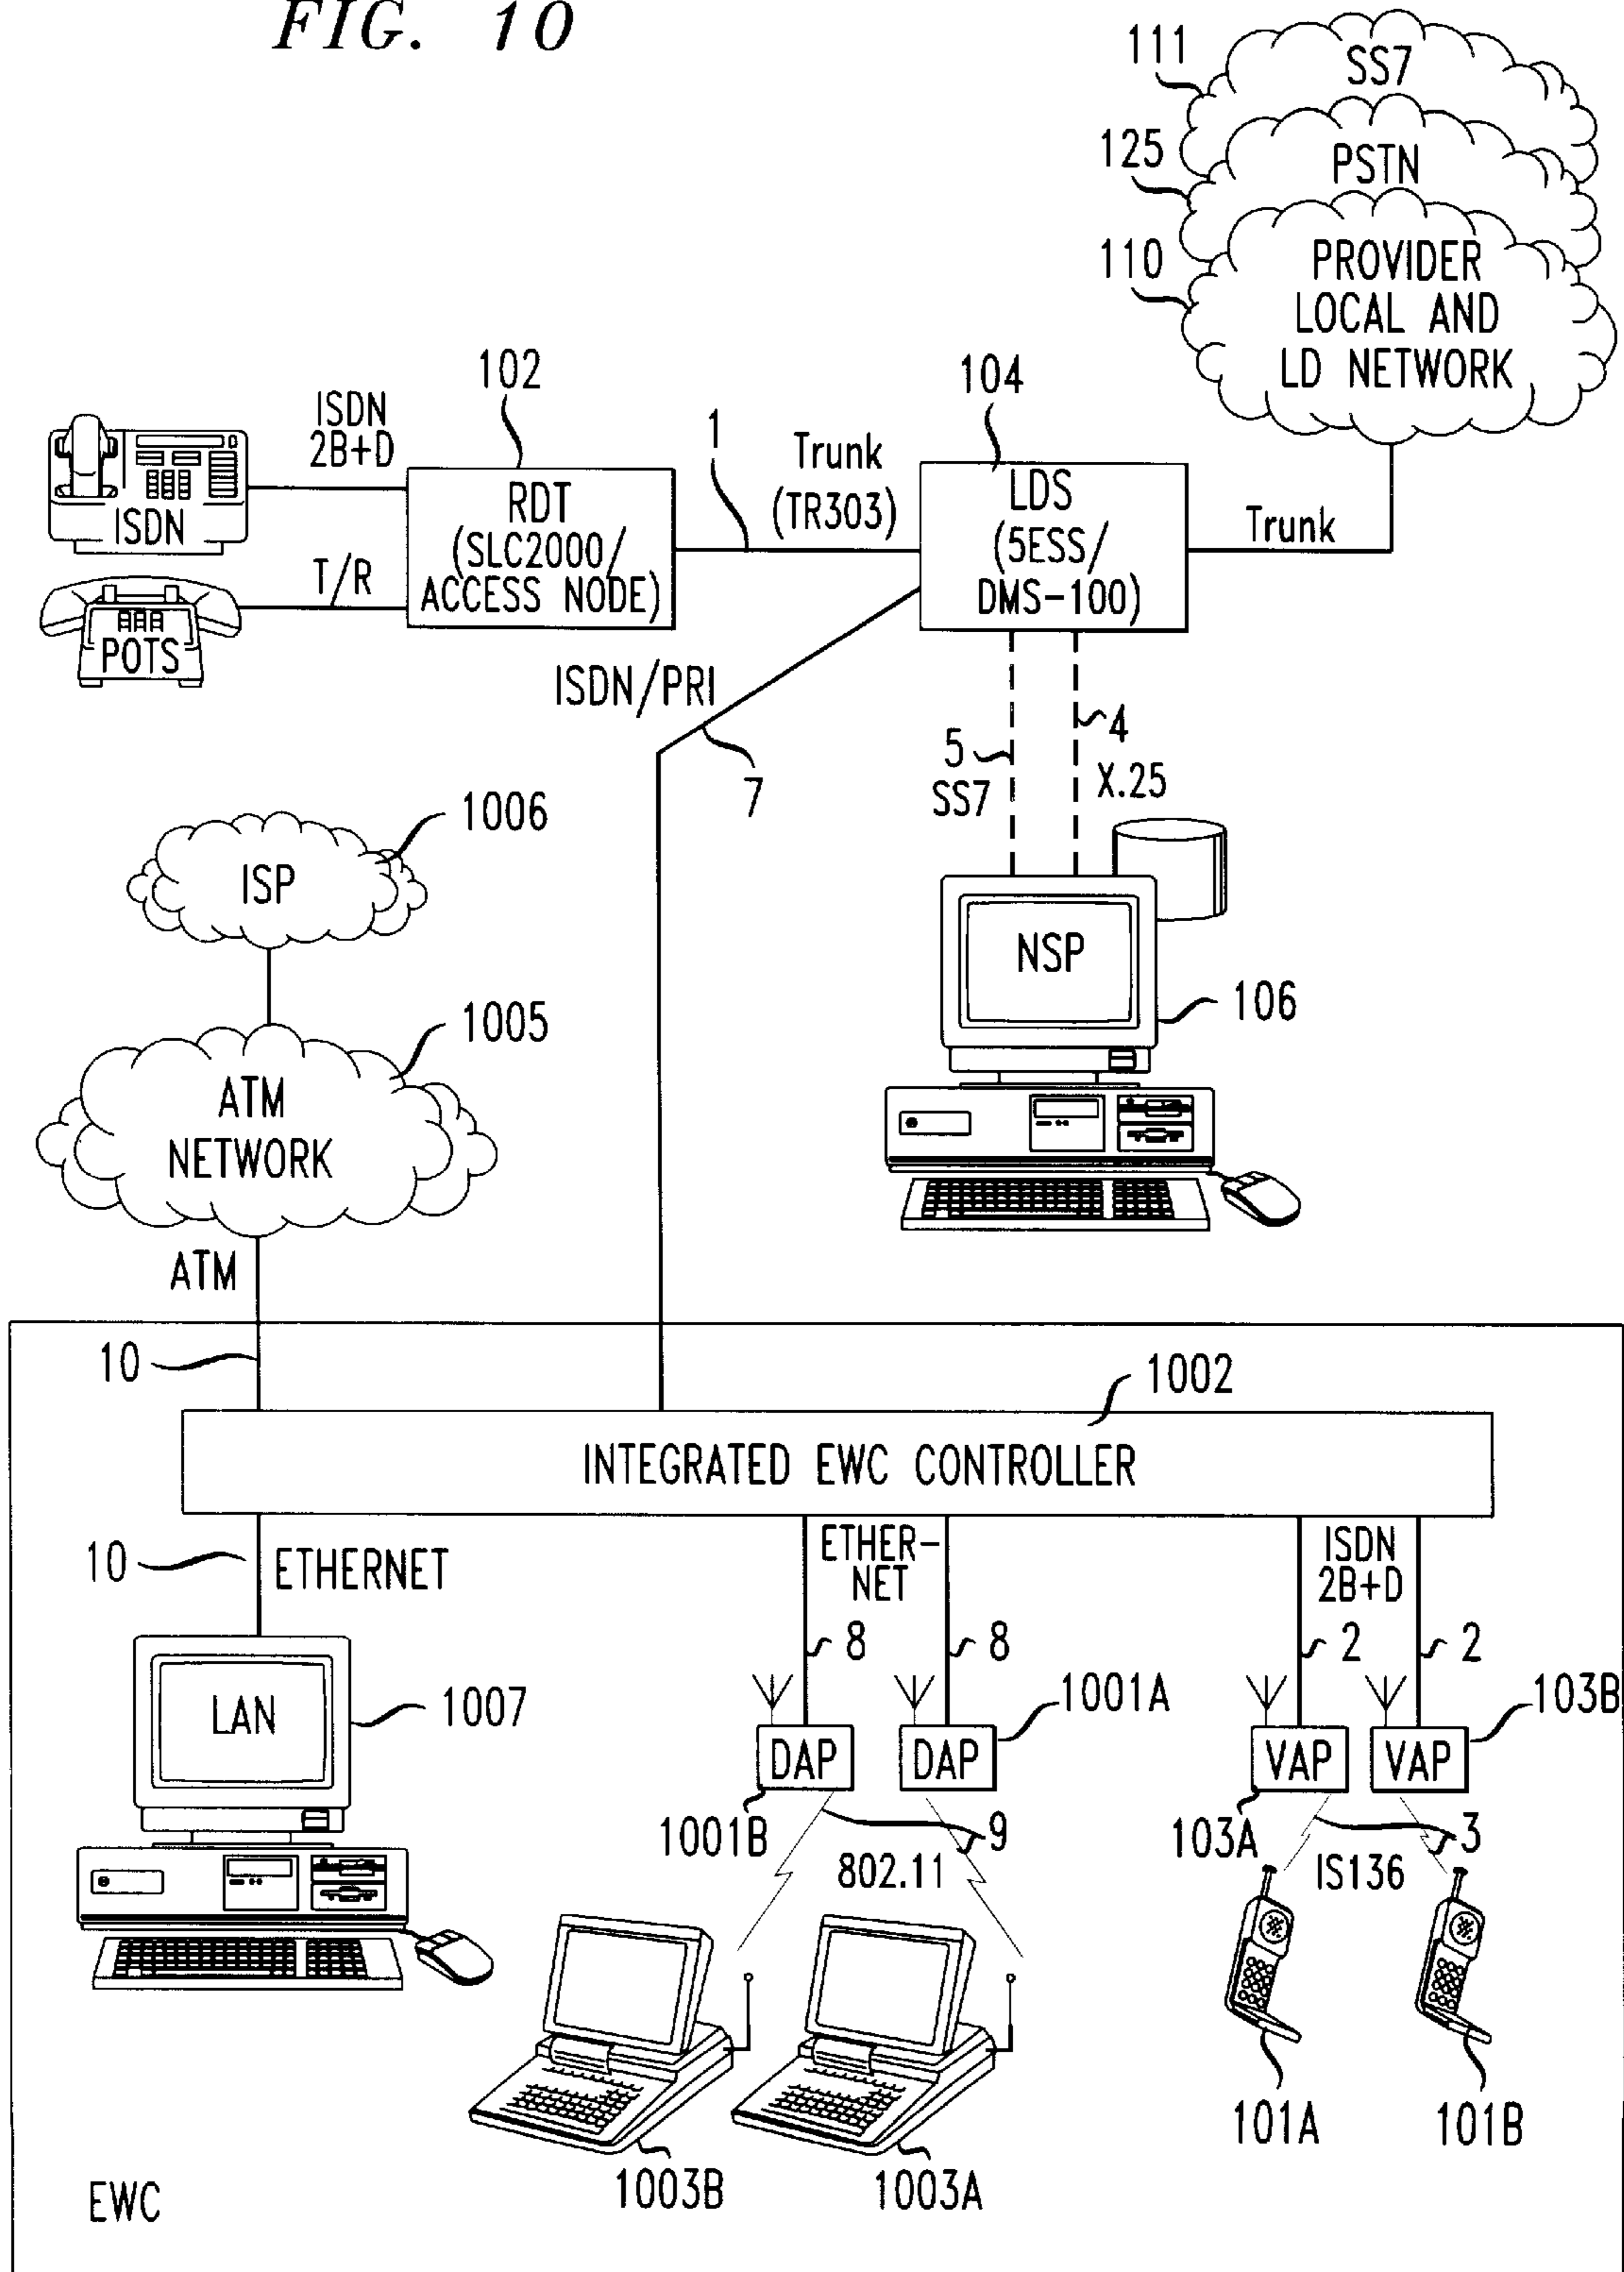 FIG. 10
111
SS7
125
PSTN
110
PROVIDER
LOCAL AND
LD NETWORK
102
104
ISDN
2B+D
1
Trunk
(TR303)
ISDN
RDT
(SLC2000/
ACCESS NODE)
LDS
(5ESS/
DMS-100)
Trunk
T/R
POTS
ISDN/PRI
7
5
SS7
4
X.25
1006
ISP
NSP
106
1005
ATM
NETWORK
ATM
10
1002
INTEGRATED EWC CONTROLLER
10
ETHERNET
ETHER-
NET
ISDN
2B+D
8
8
2
2
LAN
1007
1001A
103B
DAP
DAP
VAP
VAP
1001B
9
103A
3
802.11
IS136
101A
101B
1003B
1003A
EWC